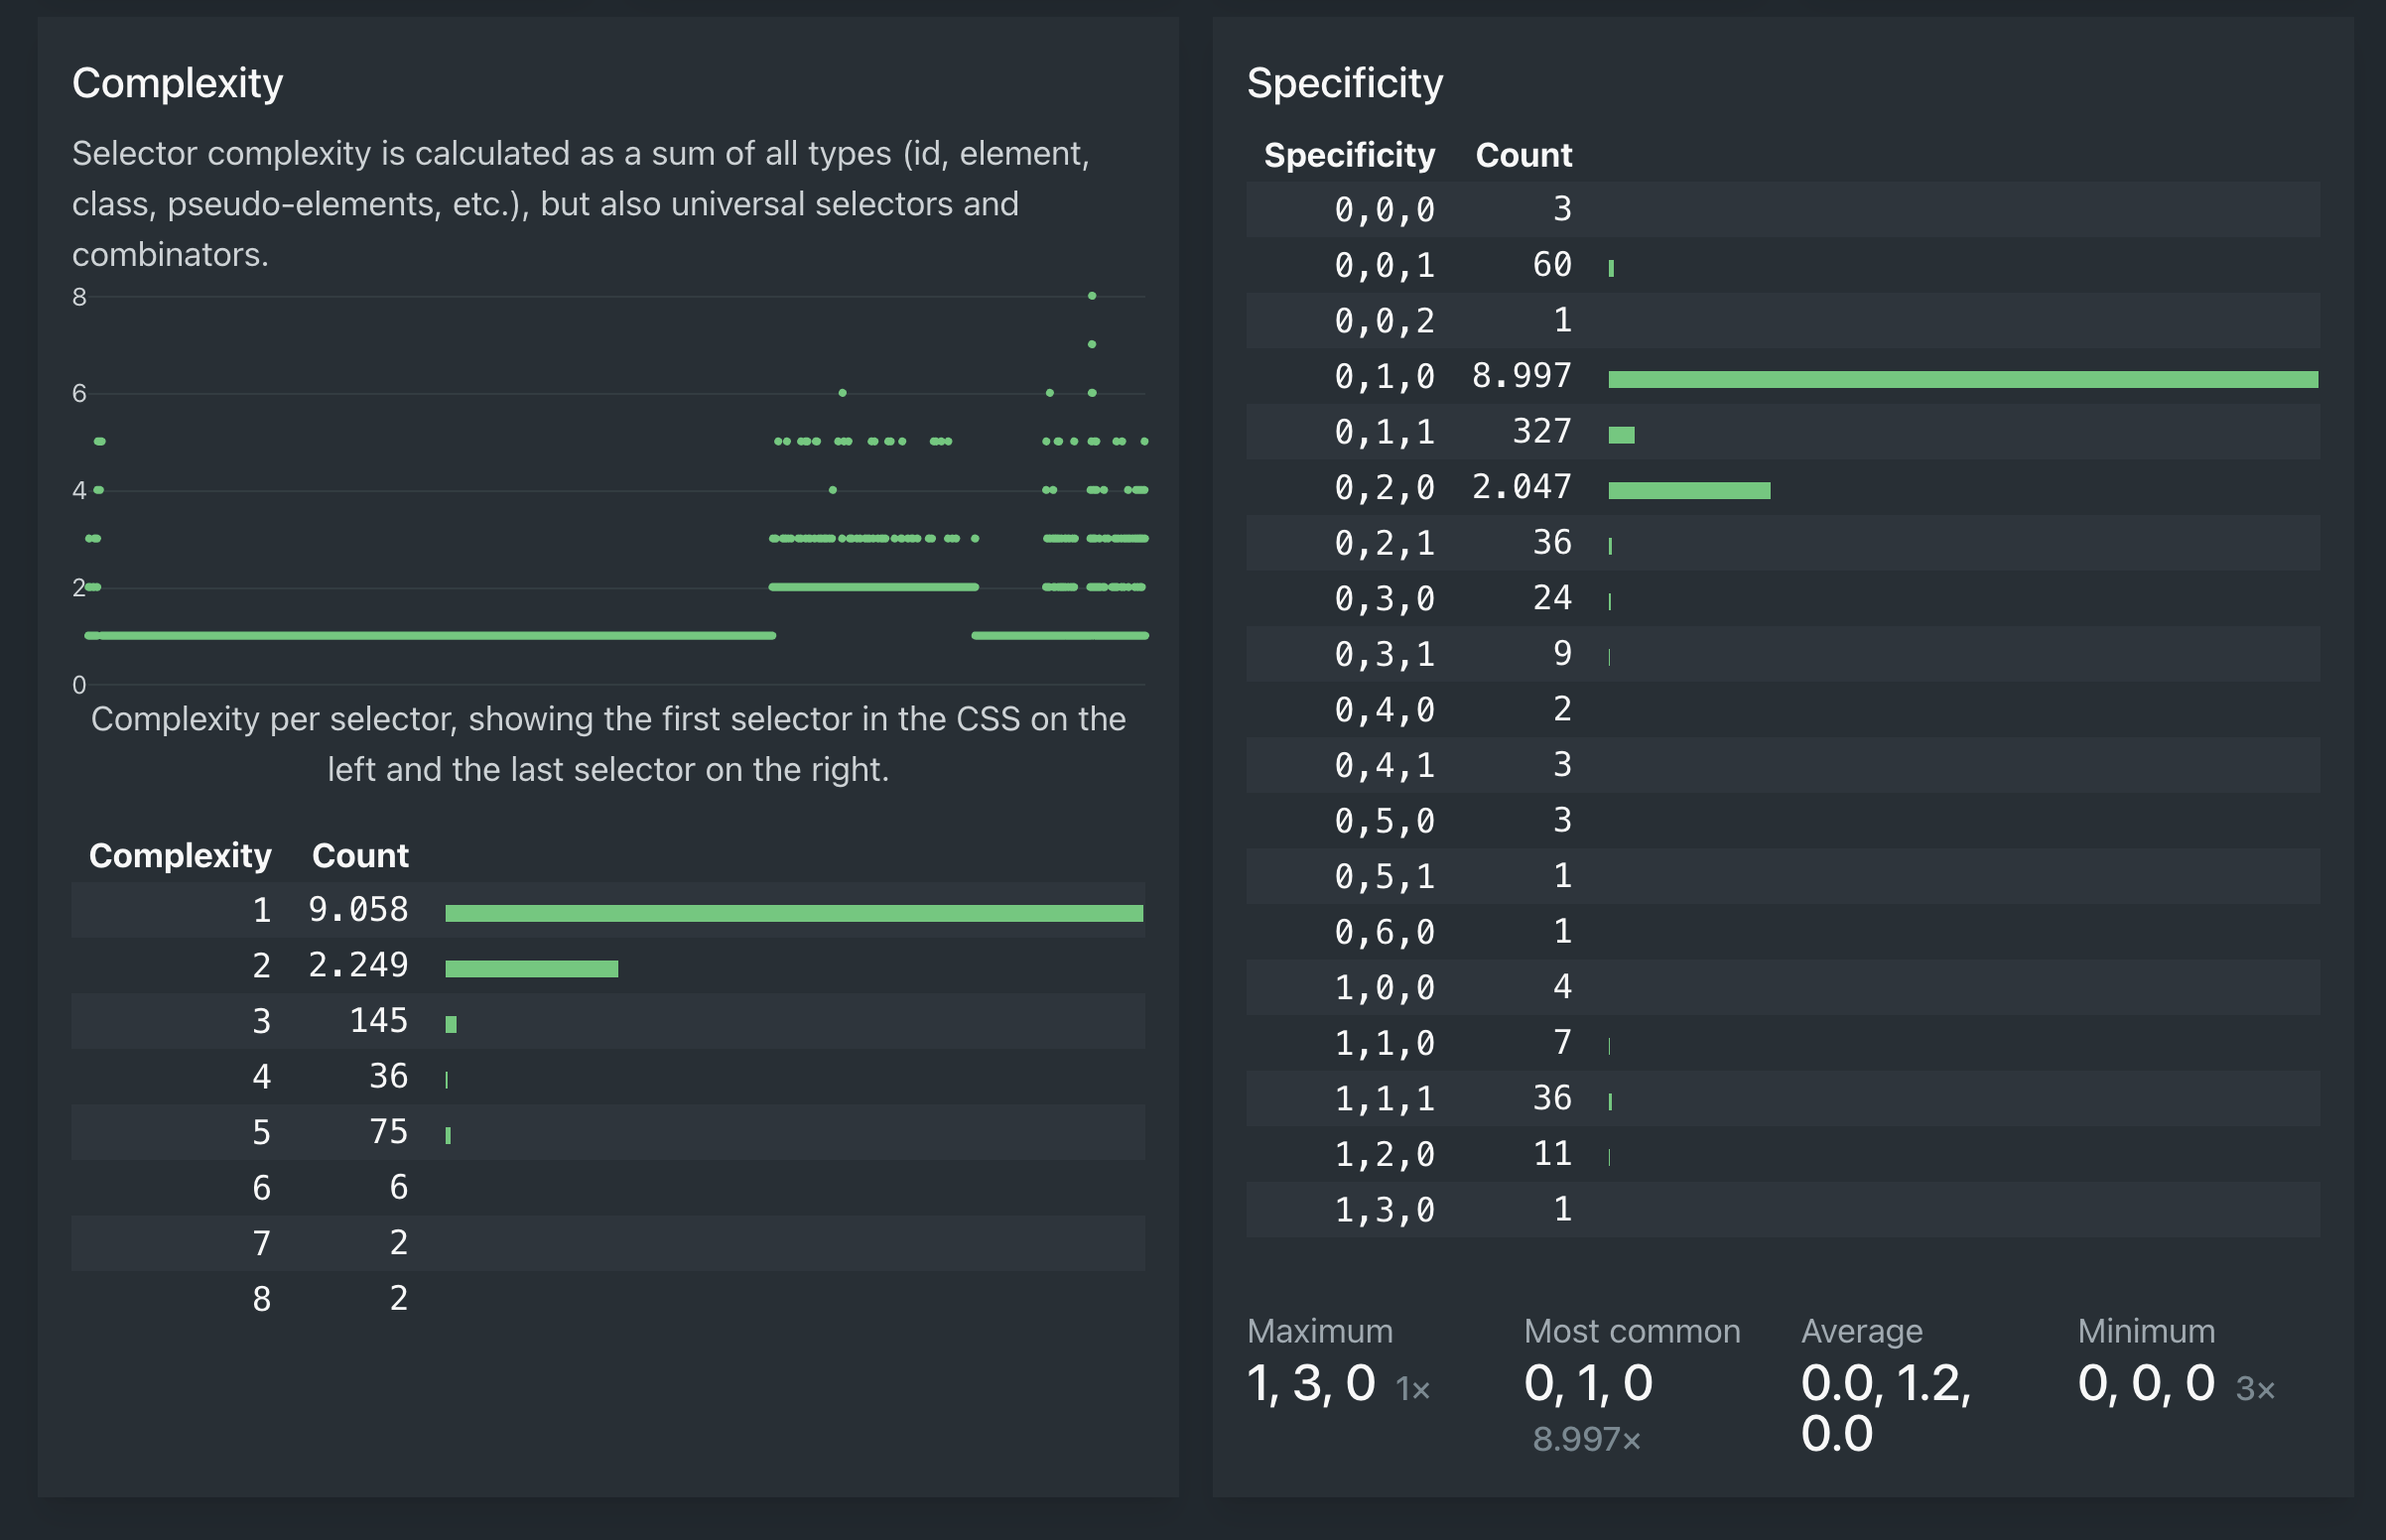 Complexity
Selector complexity is calculated as a sum of all types (id, element,
class, pseudo-elements, etc.), but also universal selectors and
combinators.
8
6
4
2
0
Complexity per selector, showing the first selector in the CSS on the
left and the last selector on the right.
Complexity Count
1 9.058
2 2.249
3 145
4 36
5 75
6 6
7 2
8 2
Specificity
Specificity Count
0,0,0 3
0,0,1 60
0,0,2 1
0,1,0 8.997
0,1,1 327
0,2,0 2.047
0,2,1 36
0,3,0 24
0,3,1 9
0,4,0 2
0,4,1 3
0,5,0 3
0,5,1 1
0,6,0 1
1,0,0 4
1,1,0 7
1,1,1 36
1,2,0 11
1,3,0 1
Maximum
1, 3, 0 1×
Most common
0, 1, 0
8.997×
Average
0.0, 1.2,
0.0
Minimum
0, 0, 0 3×